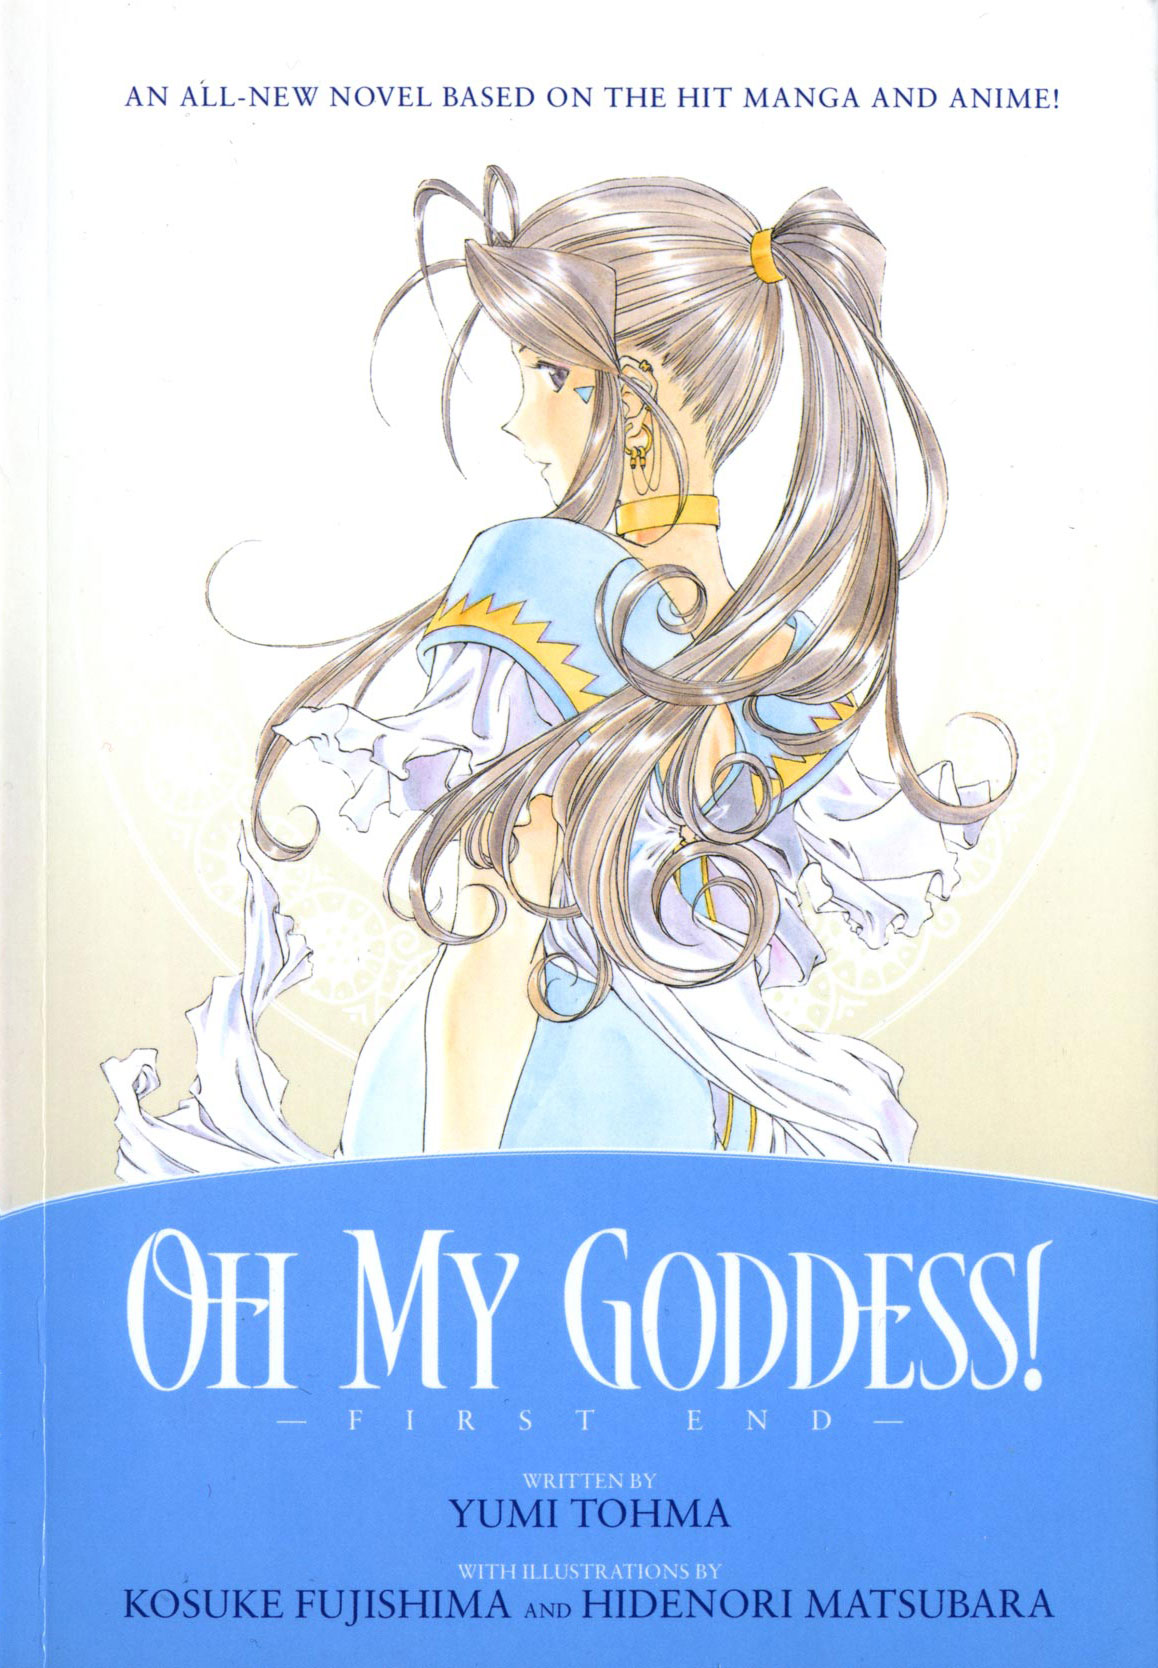 AN ALL-NEW NOVEL BASED ON THE HIT MANGA AND ANIME!
OH MY GODDESS!
— FIRST END —
WRITTEN BY
YUMI TOHMA
WITH ILLUSTRATIONS BY
KOSUKE FUJISHIMA AND HIDENORI MATSUBARA